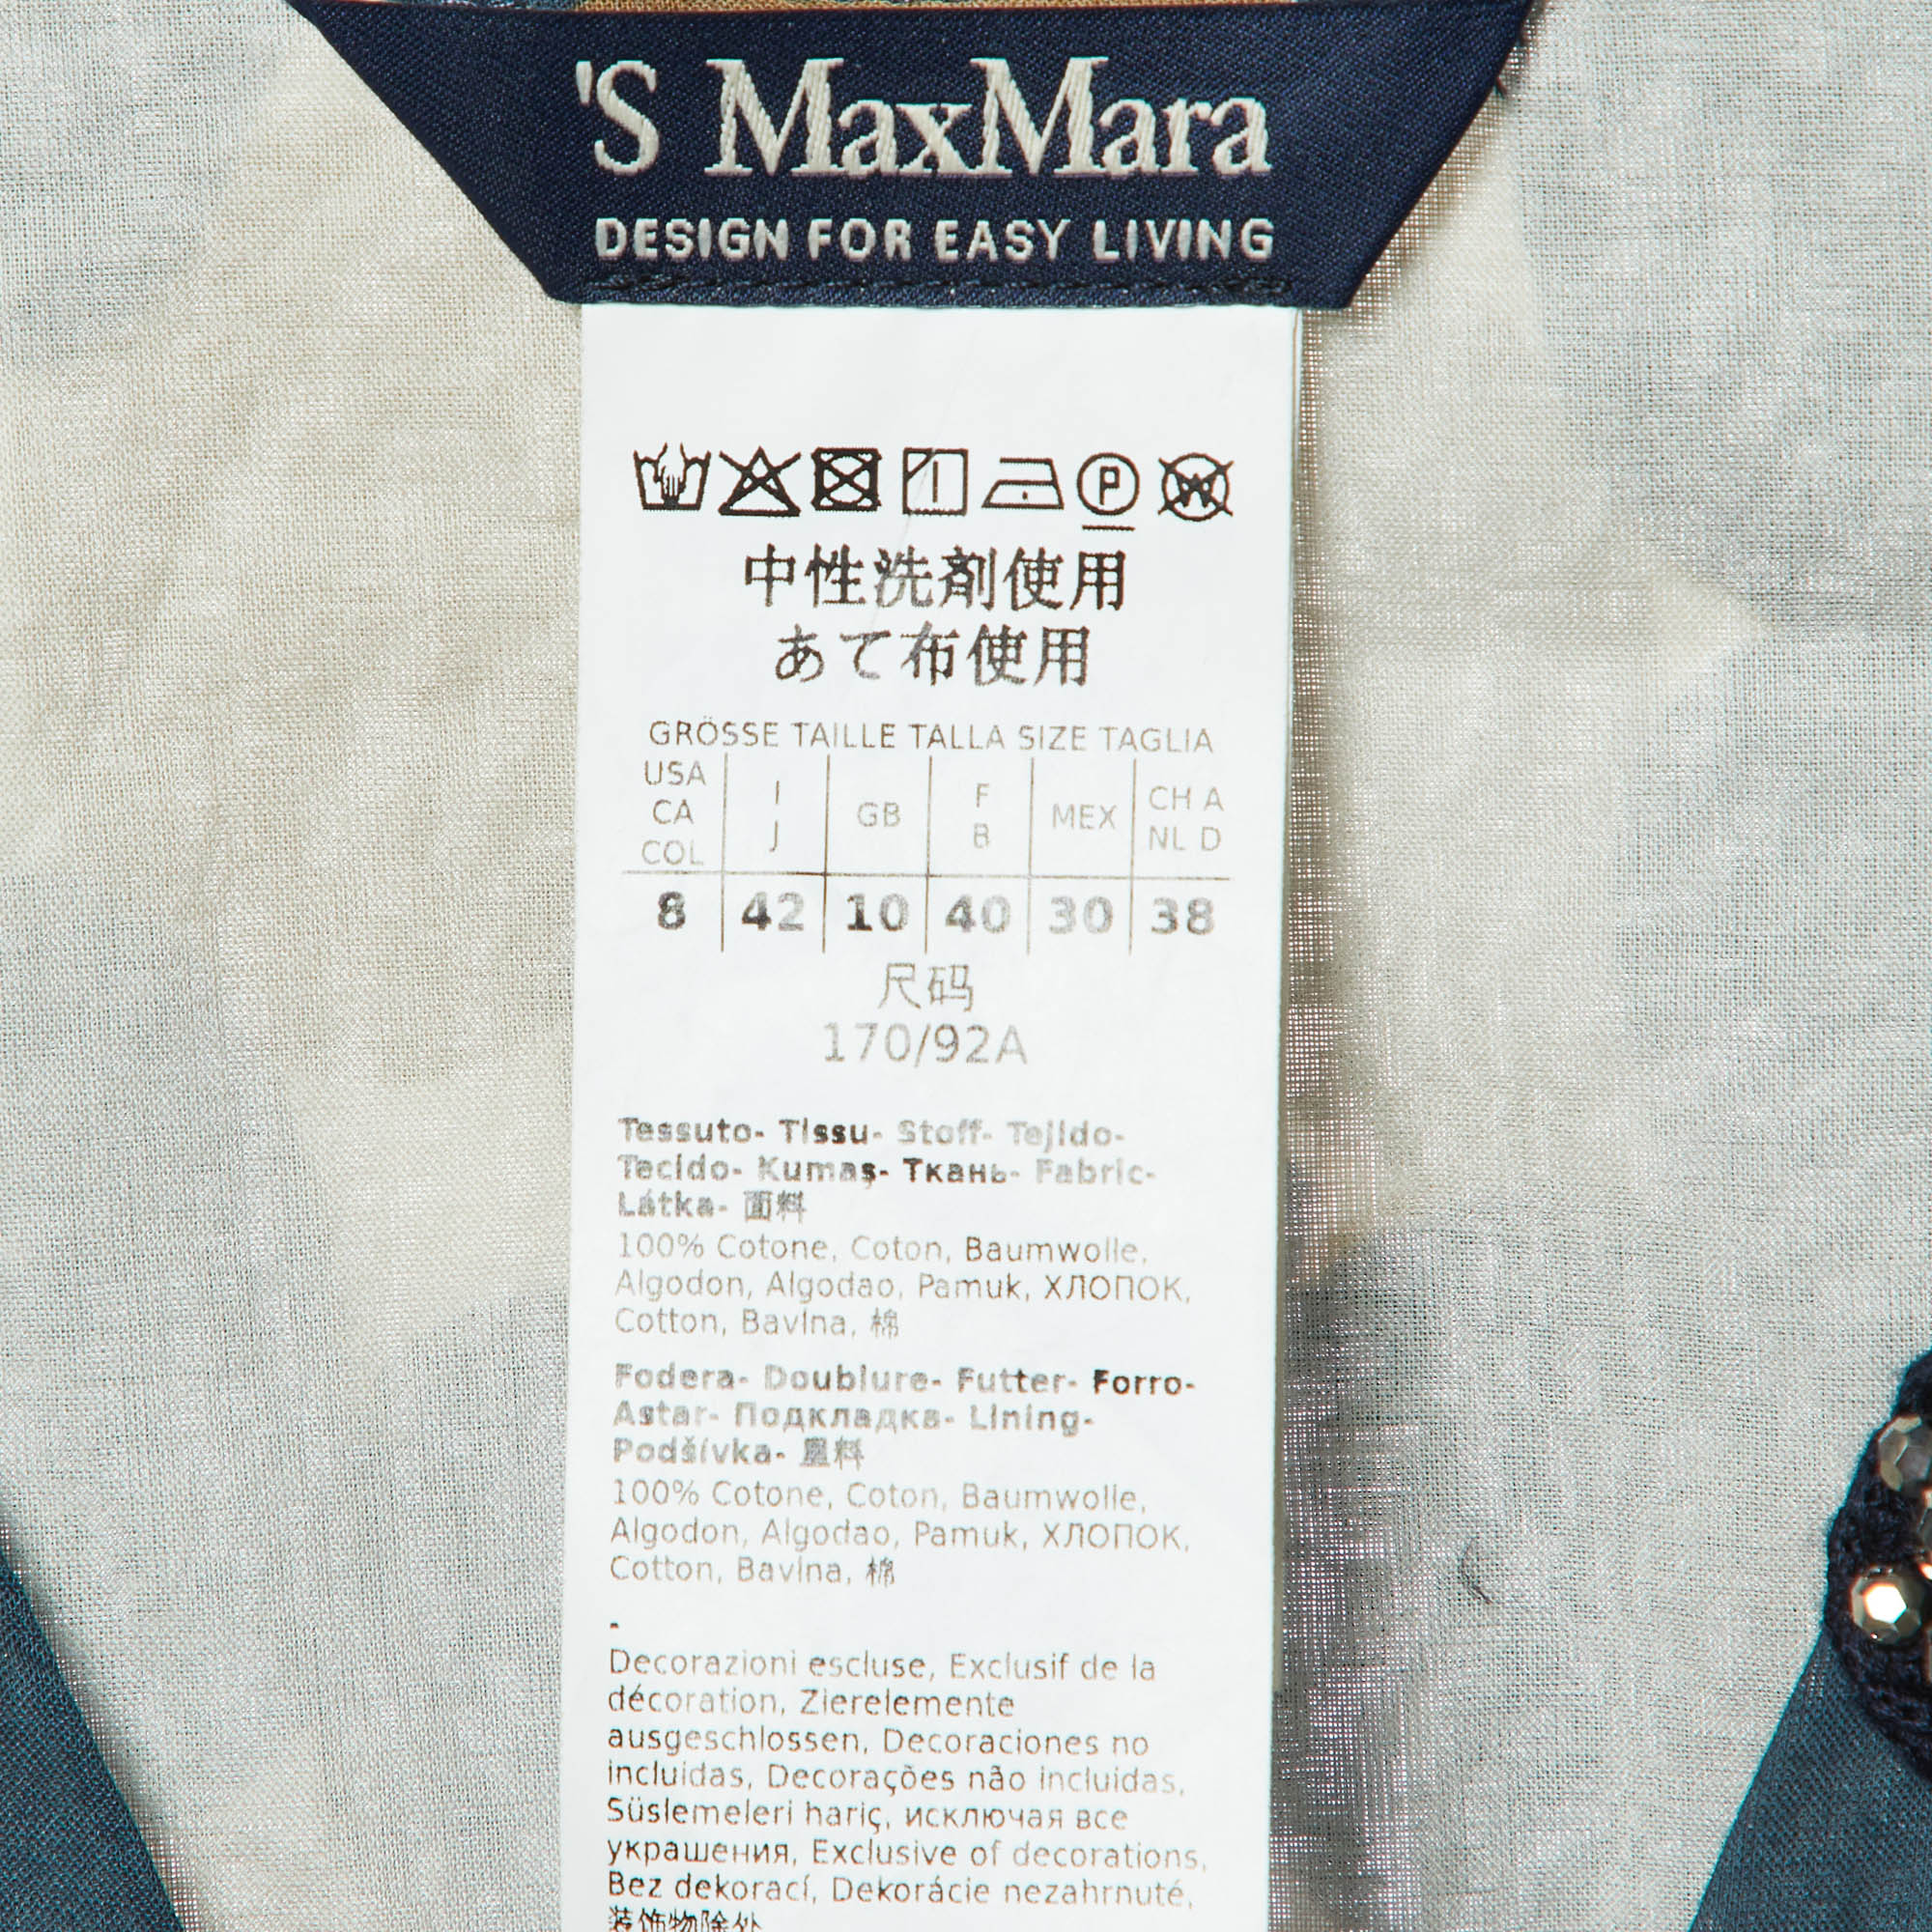 'S MaxMara
DESIGN FOR EASY LIVING
中性洗剤使用
あて布使用
GRÖSSE TAILLE TALLA SIZE TAGLIA
USA CA COL | I J | GB | F B | MEX | CH A NL D
8 | 42 | 10 | 40 | 30 | 38
尺码
170/92A
Tessuto- Tissu- Stoff- Tejido-
Tecido- Kumaş- Ткань- Fabric-
Látka- 面料
100% Cotone, Coton, Baumwolle,
Algodon, Algodao, Pamuk, ХЛОПОК,
Cotton, Bavlna, 棉
Fodera- Doublure- Futter- Forro-
Astar- Подкладка- Lining-
Podšívka- 里料
100% Cotone, Coton, Baumwolle,
Algodon, Algodao, Pamuk, ХЛОПОК,
Cotton, Bavlna, 棉
-
Decorazioni escluse, Exclusif de la
décoration, Zierelemente
ausgeschlossen, Decoraciones no
incluidas, Decorações não incluidas,
Süslemeleri hariç, исключая все
украшения, Exclusive of decorations,
Bez dekorací, Dekorácie nezahrnuté,
装饰物除外